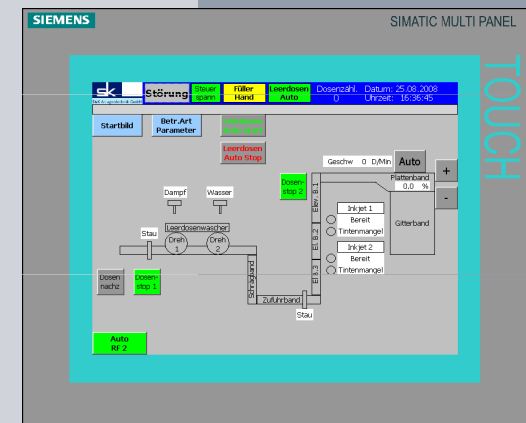 SIEMENS
SIMATIC MULTI PANEL
TOUCH
sk
Störung
Steuer
spann
Füller
Hand
Leerdosen
Auto
Dosenzähl.
0
Datum: 25.08.2008
Uhrzeit: 16:36:45
Startbild
Betr.Art
Parameter
Leerdosen
Auto Stop
Geschw 0 D/Min
Auto
+
-
Plattenband
0,0 %
Dosen-
stop 2
Elev. B.1
El. B.2
El B.3
Inkjet 1
Bereit
Tintenmangel
Inkjet 2
Bereit
Tintenmangel
Gitterband
Dampf
Wasser
Leerdosenwascher
Stau
Dreh
1
Dreh
2
Schrägband
Dosen
nachz
Dosen-
stop 1
Zufuhrband
Stau
Auto
RF 2